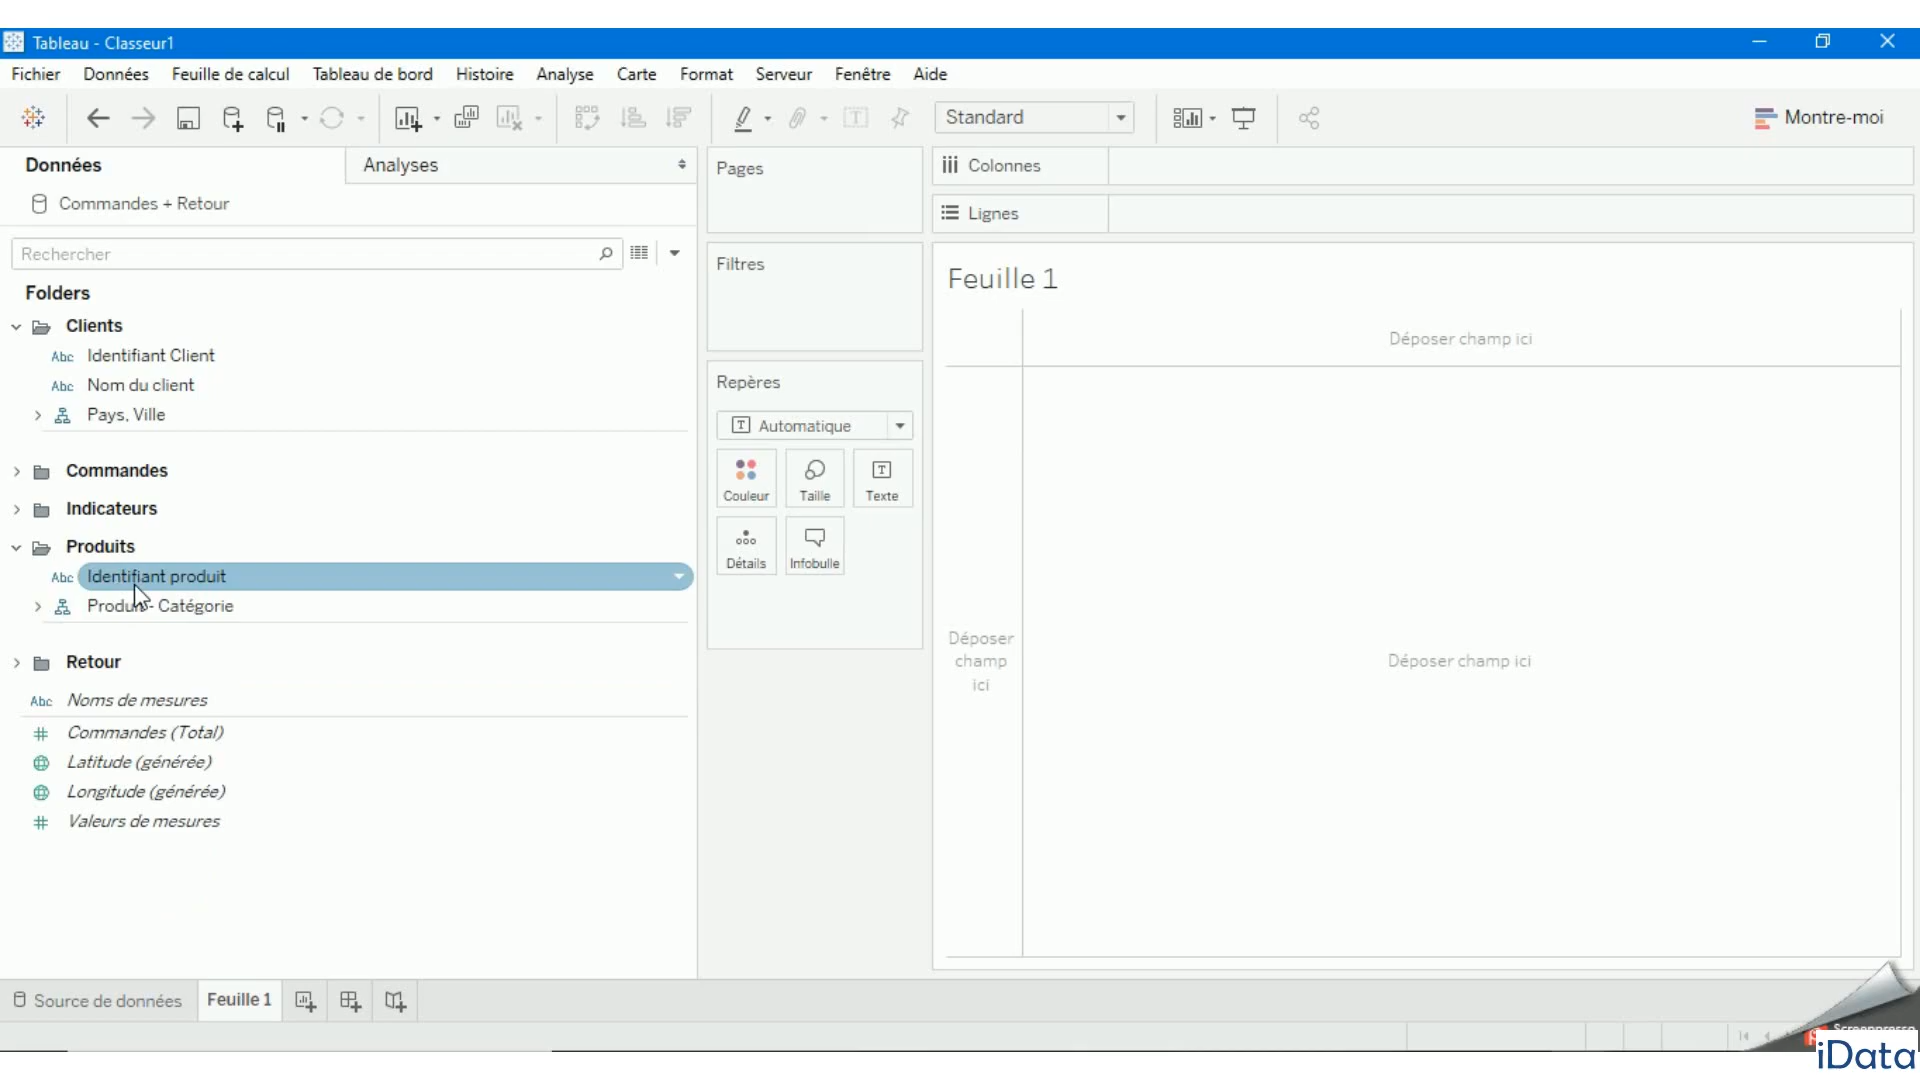 Tableau - Classeur1
Fichier Données Feuille de calcul Tableau de bord Histoire Analyse Carte Format Serveur Fenêtre Aide
Standard
Montre-moi
Données
Analyses
Commandes + Retour
Rechercher
Folders
Clients
Abc Identifiant Client
Abc Nom du client
Pays, Ville
Commandes
Indicateurs
Produits
Abc Identifiant produit
Produit - Catégorie
Retour
Abc Noms de mesures
Commandes (Total)
Latitude (générée)
Longitude (générée)
Valeurs de mesures
Pages
Filtres
Repères
Automatique
Couleur
Taille
Texte
Détails
Infobulle
Colonnes
Lignes
Feuille 1
Déposer champ ici
Déposer
champ
ici
Déposer champ ici
Source de données
Feuille 1
iData